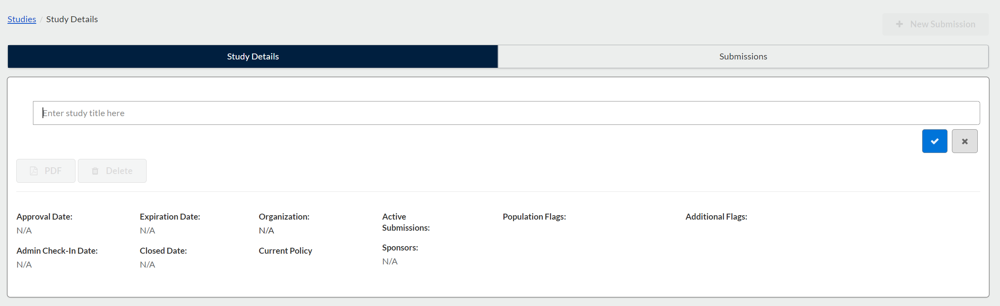 Studies / Study Details
New Submission
Study Details
Submissions
Enter study title here
PDF
Delete
Approval Date:
N/A
Expiration Date:
N/A
Organization:
N/A
Active
Submissions:
Population Flags:
Additional Flags:
Admin Check-In Date:
N/A
Closed Date:
N/A
Current Policy
Sponsors:
N/A